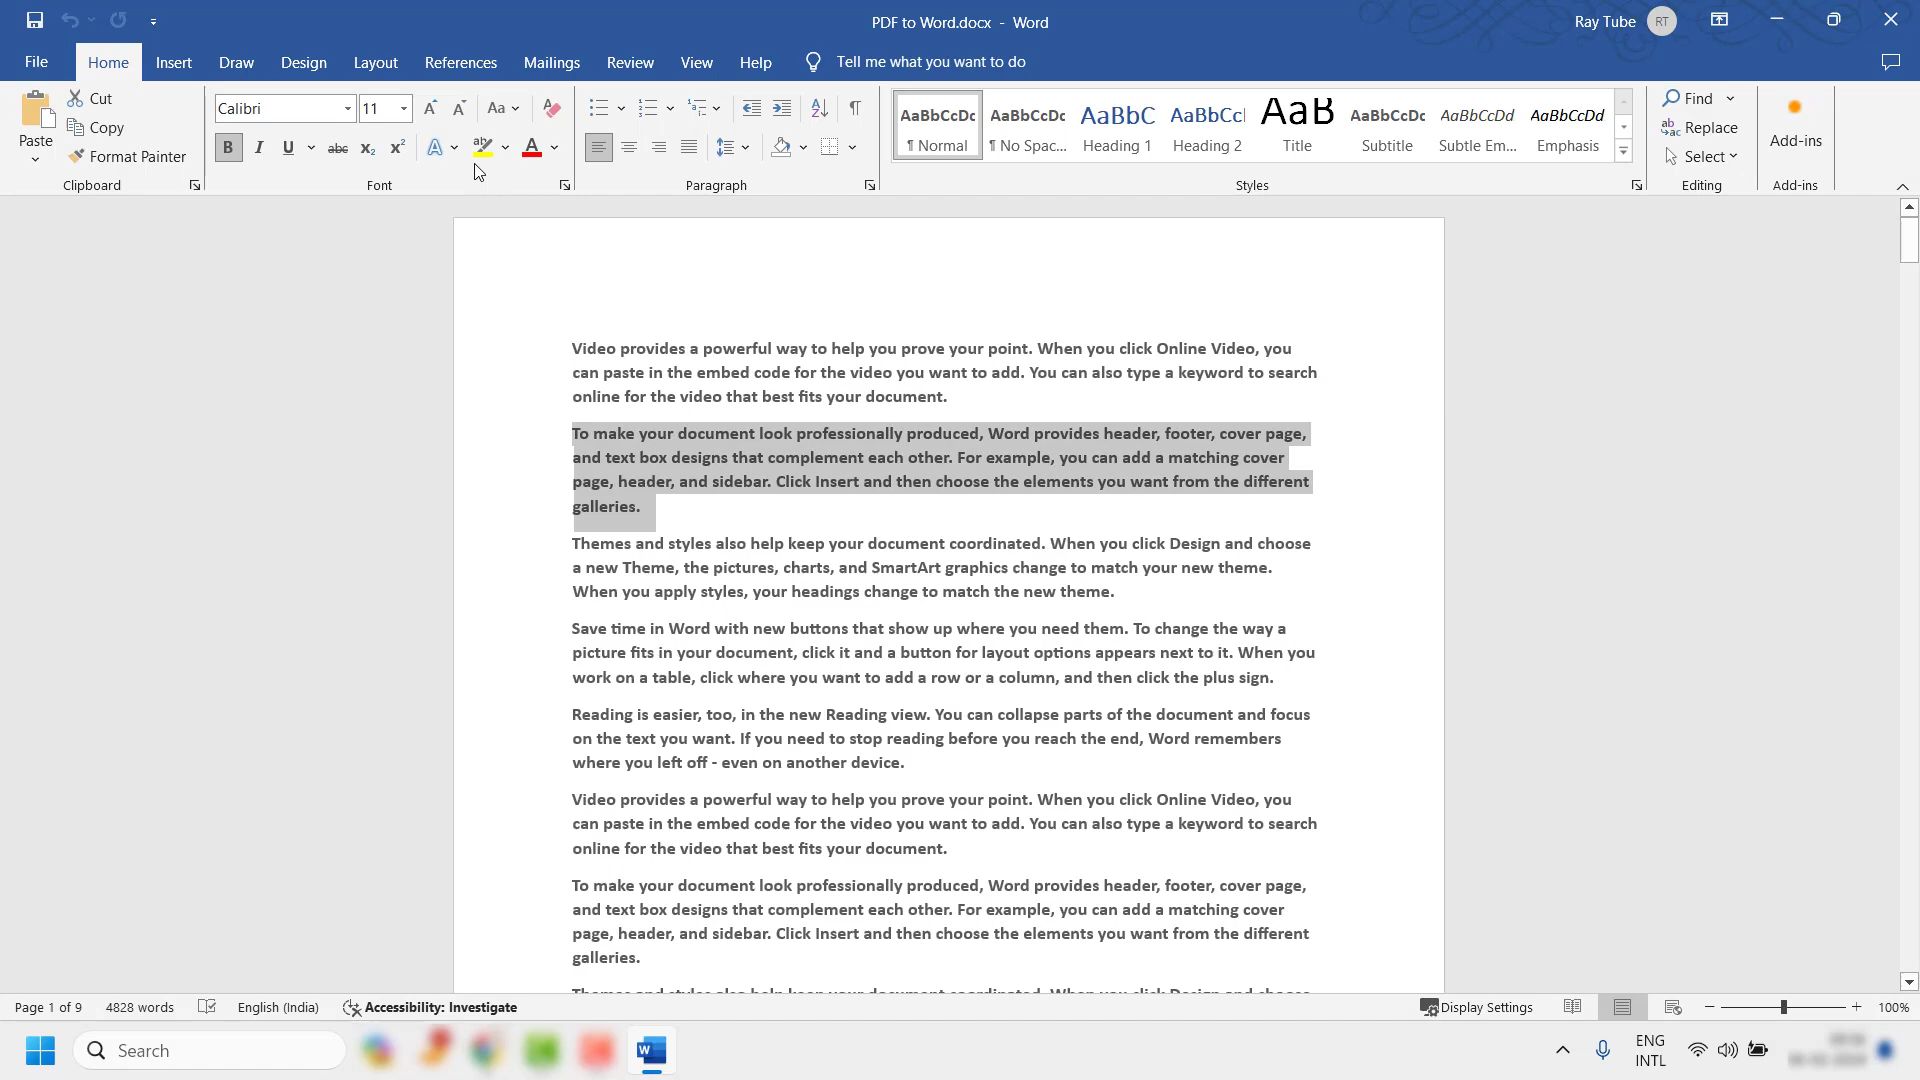 PDF to Word.docx - Word
Ray Tube RT
File Home Insert Draw Design Layout References Mailings Review View Help Tell me what you want to do
Paste
Cut
Copy
Format Painter
Clipboard
Calibri 11 Aa
B I U abc x₂ x² A ab A
Font
Paragraph
AaBbCcDc AaBbCcDc AaBbC AaBbCcl AaB AaBbCcDc AaBbCcDd AaBbCcDd
¶ Normal ¶ No Spac... Heading 1 Heading 2 Title Subtitle Subtle Em... Emphasis
Styles
Find
Replace
Select
Editing
Add-ins
Add-ins
Video provides a powerful way to help you prove your point. When you click Online Video, you
can paste in the embed code for the video you want to add. You can also type a keyword to search
online for the video that best fits your document.
To make your document look professionally produced, Word provides header, footer, cover page,
and text box designs that complement each other. For example, you can add a matching cover
page, header, and sidebar. Click Insert and then choose the elements you want from the different
galleries.
Themes and styles also help keep your document coordinated. When you click Design and choose
a new Theme, the pictures, charts, and SmartArt graphics change to match your new theme.
When you apply styles, your headings change to match the new theme.
Save time in Word with new buttons that show up where you need them. To change the way a
picture fits in your document, click it and a button for layout options appears next to it. When you
work on a table, click where you want to add a row or a column, and then click the plus sign.
Reading is easier, too, in the new Reading view. You can collapse parts of the document and focus
on the text you want. If you need to stop reading before you reach the end, Word remembers
where you left off - even on another device.
Video provides a powerful way to help you prove your point. When you click Online Video, you
can paste in the embed code for the video you want to add. You can also type a keyword to search
online for the video that best fits your document.
To make your document look professionally produced, Word provides header, footer, cover page,
and text box designs that complement each other. For example, you can add a matching cover
page, header, and sidebar. Click Insert and then choose the elements you want from the different
galleries.
Themes and styles also help keep your document coordinated. When you click Design and choose
Page 1 of 9 4828 words English (India) Accessibility: Investigate Display Settings 100%
Search
ENG
INTL